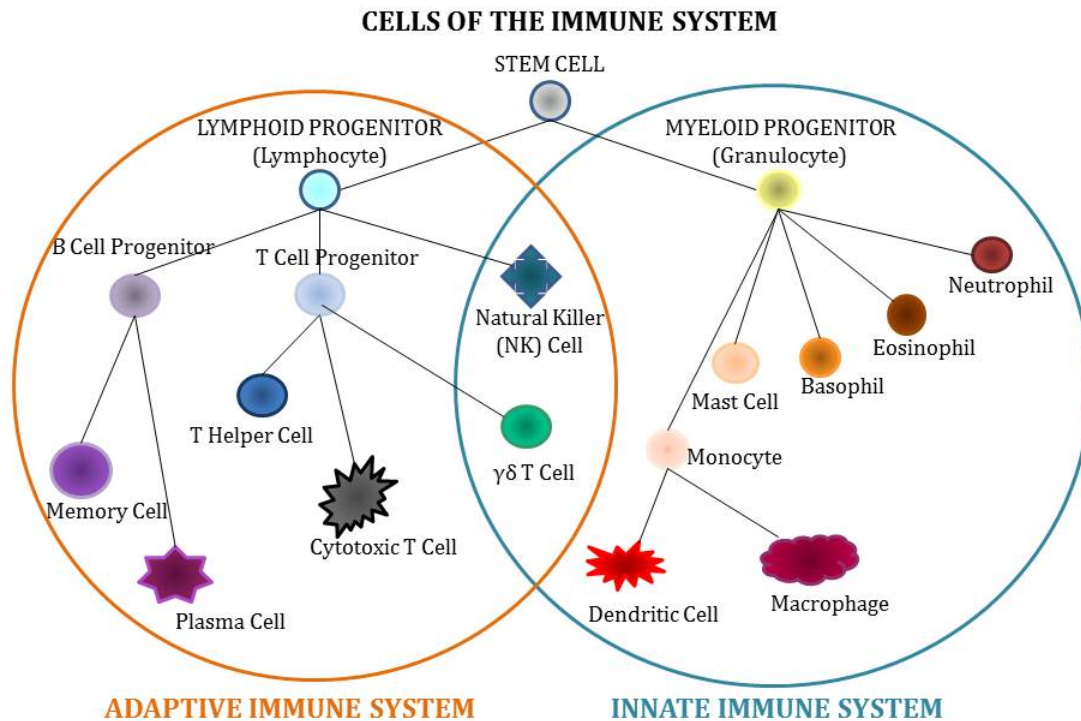 CELLS OF THE IMMUNE SYSTEM
STEM CELL
LYMPHOID PROGENITOR
(Lymphocyte)
MYELOID PROGENITOR
(Granulocyte)
B Cell Progenitor
T Cell Progenitor
Natural Killer
(NK) Cell
Neutrophil
Eosinophil
Basophil
Mast Cell
T Helper Cell
γδ T Cell
Monocyte
Memory Cell
Cytotoxic T Cell
Plasma Cell
Dendritic Cell
Macrophage
ADAPTIVE IMMUNE SYSTEM
INNATE IMMUNE SYSTEM